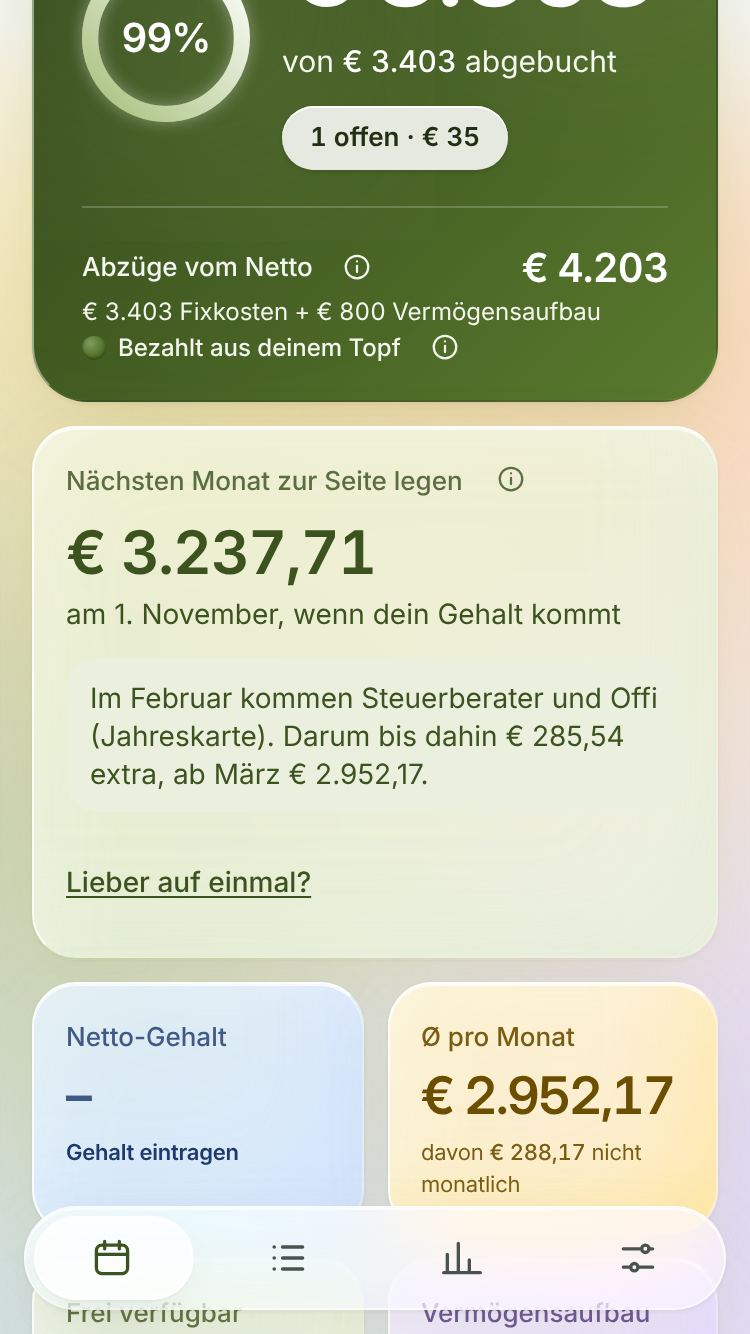 99%
von € 3.403 abgebucht
1 offen · € 35
Abzüge vom Netto
€ 4.203
€ 3.403 Fixkosten + € 800 Vermögensaufbau
Bezahlt aus deinem Topf
Nächsten Monat zur Seite legen
€ 3.237,71
am 1. November, wenn dein Gehalt kommt
Im Februar kommen Steuerberater und Offi
(Jahreskarte). Darum bis dahin € 285,54
extra, ab März € 2.952,17.
Lieber auf einmal?
Netto-Gehalt
–
Gehalt eintragen
Ø pro Monat
€ 2.952,17
davon € 288,17 nicht
monatlich
Frei verfügbar
Vermögensaufbau